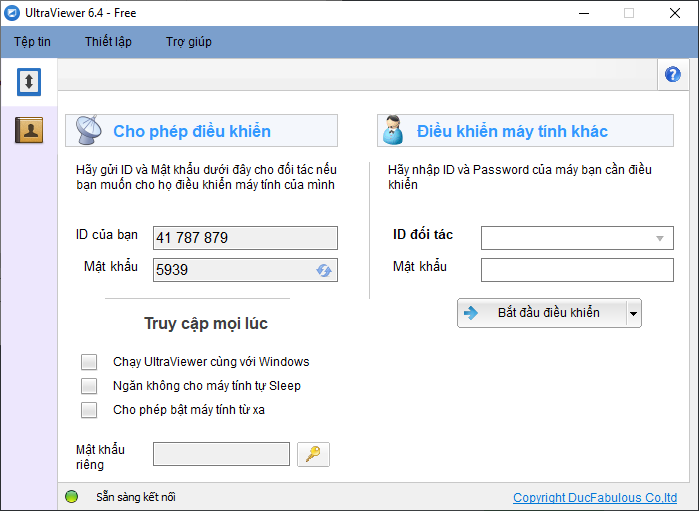 UltraViewer 6.4 - Free
Tệp tin
Thiết lập
Trợ giúp
Cho phép điều khiển
Hãy gửi ID và Mật khẩu dưới đây cho đối tác nếu
bạn muốn cho họ điều khiển máy tính của mình
ID của bạn
41 787 879
Mật khẩu
5939
Truy cập mọi lúc
Chạy UltraViewer cùng với Windows
Ngăn không cho máy tính tự Sleep
Cho phép bật máy tính từ xa
Mật khẩu
riêng
Điều khiển máy tính khác
Hãy nhập ID và Password của máy bạn cần điều
khiển
ID đối tác
Mật khẩu
Bắt đầu điều khiển
Sẵn sàng kết nối
Copyright DucFabulous Co,ltd